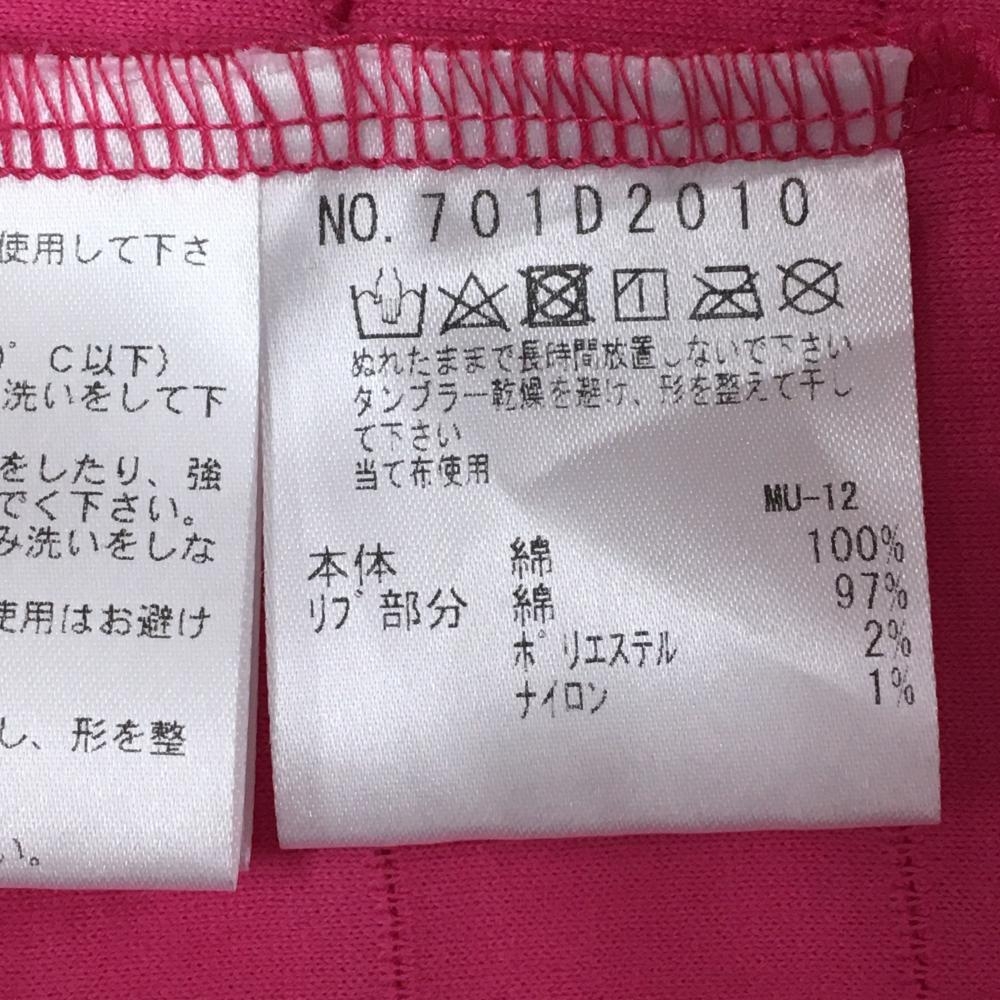 使用して下さ
C以下）
洗いをして下
をしたり、強
でく下さい。
み洗いをしな
使用はお避け
し、形を整
い。
NO. 701D2010
ぬれたままで長時間放置しないで下さい
タンブラー乾燥を避け、形を整えて干し
て下さい
当て布使用
MU-12
本体 綿 100%
リブ部分 綿 97%
ポリエステル 2%
ナイロン 1%